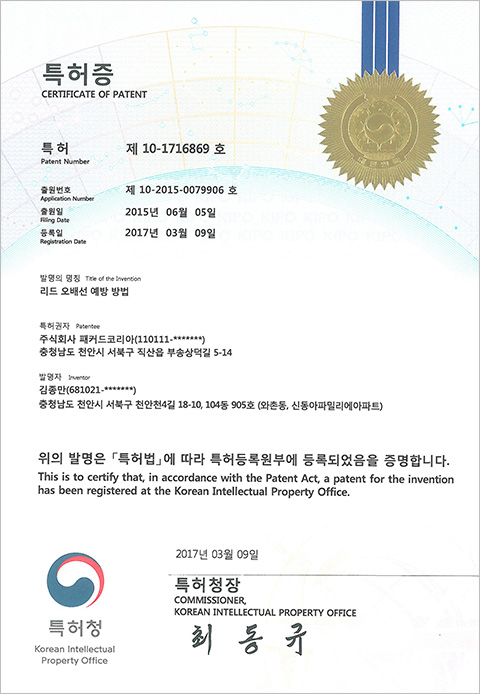 특허증
CERTIFICATE OF PATENT
특허 제 10-1716869 호
Patent Number
출원번호 제 10-2015-0079906 호
Application Number
출원일 2015년 06월 05일
Filing Date
등록일 2017년 03월 09일
Registration Date
발명의 명칭 Title of the Invention
리드 오배선 예방 방법
특허권자 Patentee
주식회사 패커드코리아(110111-*******)
충청남도 천안시 서북구 직산읍 부송상덕길 5-14
발명자 Inventor
김종만(681021-*******)
충청남도 천안시 서북구 천안천4길 18-10, 104동 905호 (와촌동, 신동아파밀리에아파트)
위의 발명은 「특허법」에 따라 특허등록원부에 등록되었음을 증명합니다.
This is to certify that, in accordance with the Patent Act, a patent for the invention
has been registered at the Korean Intellectual Property Office.
2017년 03월 09일
특허청장
COMMISSIONER,
KOREAN INTELLECTUAL PROPERTY OFFICE
최동규
특허청
Korean Intellectual
Property Office